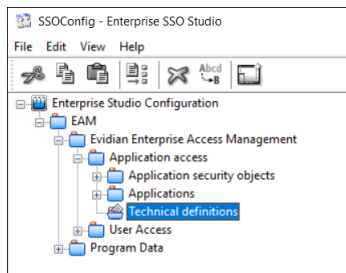 SSOConfig - Enterprise SSO Studio
File Edit View Help
Abcd
B
Enterprise Studio Configuration
EAM
Evidian Enterprise Access Management
Application access
Application security objects
Applications
Technical definitions
User Access
Program Data